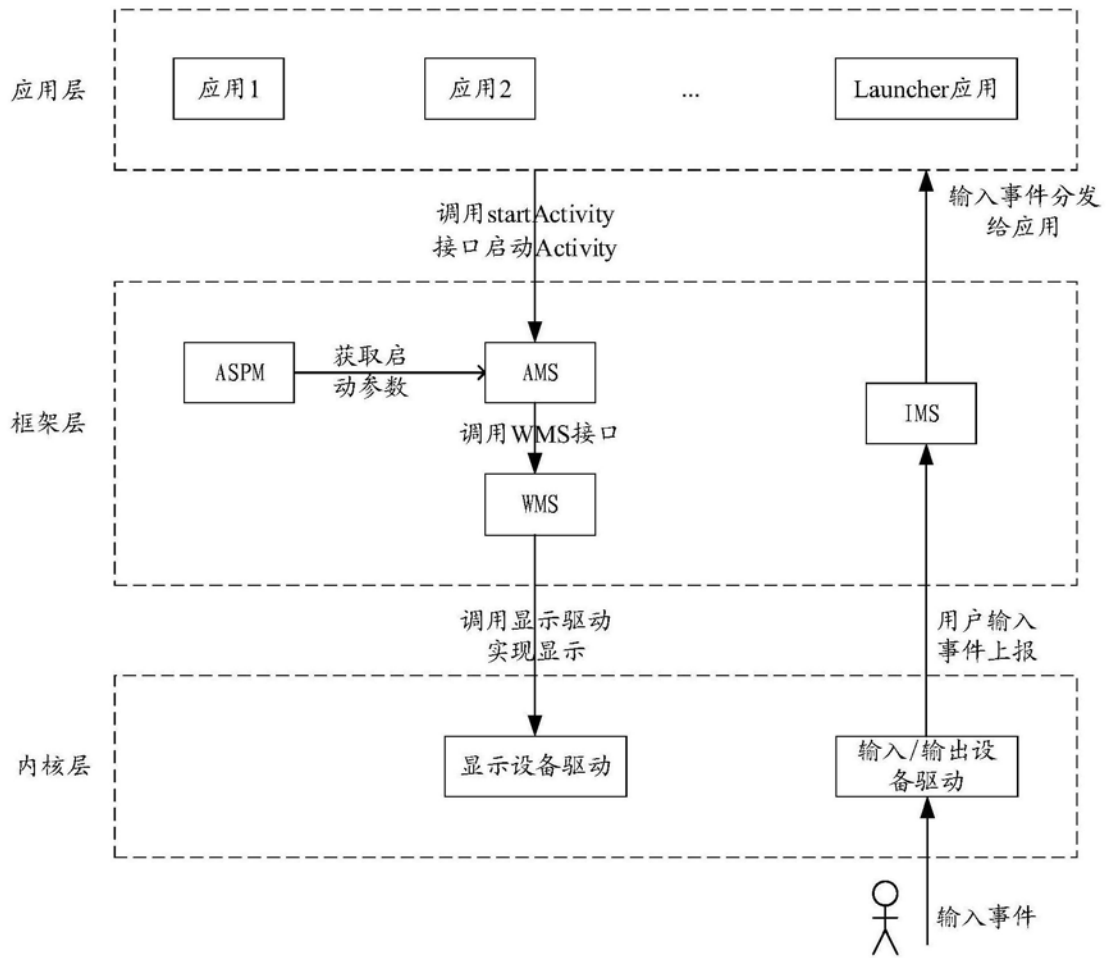 应用层
应用1
应用2
...
Launcher应用
调用startActivity
接口启动Activity
输入事件分发
给应用
框架层
ASPM
获取启
动参数
AMS
调用WMS接口
WMS
IMS
调用显示驱动
实现显示
用户输入
事件上报
内核层
显示设备驱动
输入/输出设
备驱动
输入事件